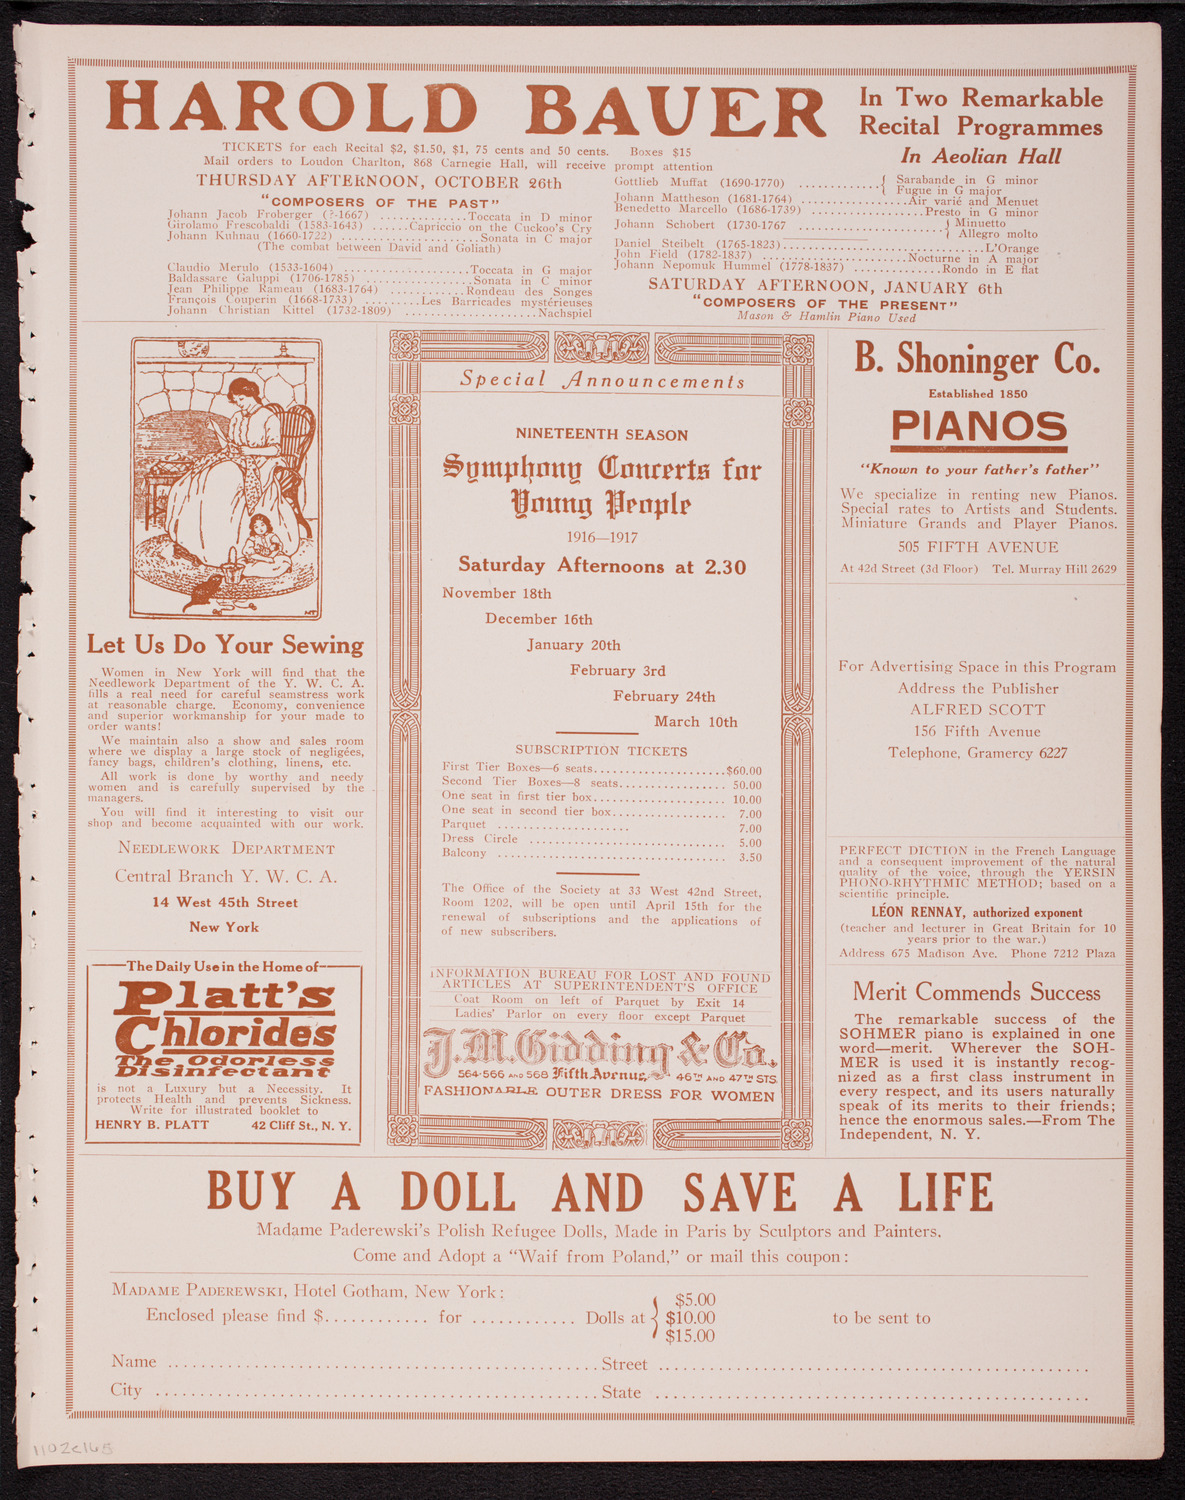 HAROLD BAUER
In Two Remarkable
Recital Programmes
In Aeolian Hall
TICKETS for each Recital $2, $1.50, $1, 75 cents and 50 cents. Boxes $15
Mail orders to Loudon Charlton, 868 Carnegie Hall, will receive prompt attention
THURSDAY AFTERNOON, OCTOBER 26th
"COMPOSERS OF THE PAST"
Johann Jacob Froberger (?-1667) .............Toccata in D minor
Girolamo Frescobaldi (1583-1643) ......Capriccio on the Cuckoo's Cry
Johann Kuhnau (1660-1722) .....................Sonata in C major
(The combat between David and Goliath)
Claudio Merulo (1533-1604) ...................Toccata in G major
Baldassare Galuppi (1706-1785) .................Sonata in C minor
Jean Philippe Rameau (1683-1764) ............Rondeau des Songes
François Couperin (1668-1733) .........Les Barricades mystérieuses
Johann Christian Kittel (1732-1809) ....................Nachspiel
Gottlieb Muffat (1690-1770) ............{ Sarabande in G minor
{ Fugue in G major
Johann Mattheson (1681-1764) ................Air varié and Menuet
Benedetto Marcello (1686-1739) .................Presto in G minor
Johann Schobert (1730-1767 ......................{ Minuetto
{ Allegro molto
Daniel Steibelt (1765-1823)..............................L'Orange
John Field (1782-1837) ......................Nocturne in A major
Johann Nepomuk Hummel (1778-1837) .............Rondo in E flat
SATURDAY AFTERNOON, JANUARY 6th
"COMPOSERS OF THE PRESENT"
Mason & Hamlin Piano Used
Let Us Do Your Sewing
Women in New York will find that the
Needlework Department of the Y. W. C. A.
fills a real need for careful seamstress work
at reasonable charge. Economy, convenience
and superior workmanship for your made to
order wants!
We maintain also a show and sales room
where we display a large stock of negligées,
fancy bags, children's clothing, linens, etc.
All work is done by worthy and needy
women and is carefully supervised by the
managers.
You will find it interesting to visit our
shop and become acquainted with our work.
NEEDLEWORK DEPARTMENT
Central Branch Y. W. C. A.
14 West 45th Street
New York
The Daily Use in the Home of
Platt's
Chlorides
The Odorless
Disinfectant
is not a Luxury but a Necessity. It
protects Health and prevents Sickness.
Write for illustrated booklet to
HENRY B. PLATT 42 Cliff St., N. Y.
Special Announcements
NINETEENTH SEASON
Symphony Concerts for
Young People
1916—1917
Saturday Afternoons at 2.30
November 18th
December 16th
January 20th
February 3rd
February 24th
March 10th
SUBSCRIPTION TICKETS
First Tier Boxes—6 seats.......................$60.00
Second Tier Boxes—8 seats.................. 50.00
One seat in first tier box...................... 10.00
One seat in second tier box................... 7.00
Parquet ...................... 7.00
Dress Circle ................................. 5.00
Balcony ...................................... 3.50
The Office of the Society at 33 West 42nd Street,
Room 1202, will be open until April 15th for the
renewal of subscriptions and the applications of
of new subscribers.
INFORMATION BUREAU FOR LOST AND FOUND
ARTICLES AT SUPERINTENDENT'S OFFICE
Coat Room on left of Parquet by Exit 14
Ladies' Parlor on every floor except Parquet
J.M. Gidding & Co.
564-566 AND 568 Fifth Avenue, 46TH AND 47TH STS.
FASHIONABLE OUTER DRESS FOR WOMEN
B. Shoninger Co.
Established 1850
PIANOS
"Known to your father's father"
We specialize in renting new Pianos.
Special rates to Artists and Students.
Miniature Grands and Player Pianos.
505 FIFTH AVENUE
At 42d Street (3d Floor) Tel. Murray Hill 2629
For Advertising Space in this Program
Address the Publisher
ALFRED SCOTT
156 Fifth Avenue
Telephone, Gramercy 6227
PERFECT DICTION in the French Language
and a consequent improvement of the natural
quality of the voice, through the YERSIN
PHONO-RHYTHMIC METHOD; based on a
scientific principle.
LÉON RENNAY, authorized exponent
(teacher and lecturer in Great Britain for 10
years prior to the war.)
Address 675 Madison Ave. Phone 7212 Plaza
Merit Commends Success
The remarkable success of the
SOHMER piano is explained in one
word—merit. Wherever the SOH-
MER is used it is instantly recog-
nized as a first class instrument in
every respect, and its users naturally
speak of its merits to their friends;
hence the enormous sales.—From The
Independent, N. Y.
BUY A DOLL AND SAVE A LIFE
Madame Paderewski's Polish Refugee Dolls, Made in Paris by Sculptors and Painters.
Come and Adopt a "Waif from Poland," or mail this coupon:
MADAME PADEREWSKI, Hotel Gotham, New York:
Enclosed please find $............ for ............ Dolls at { $5.00
$10.00 to be sent to
$15.00
Name .................................................Street ..................................................
City ...................................................State ..................................................
1102c16S